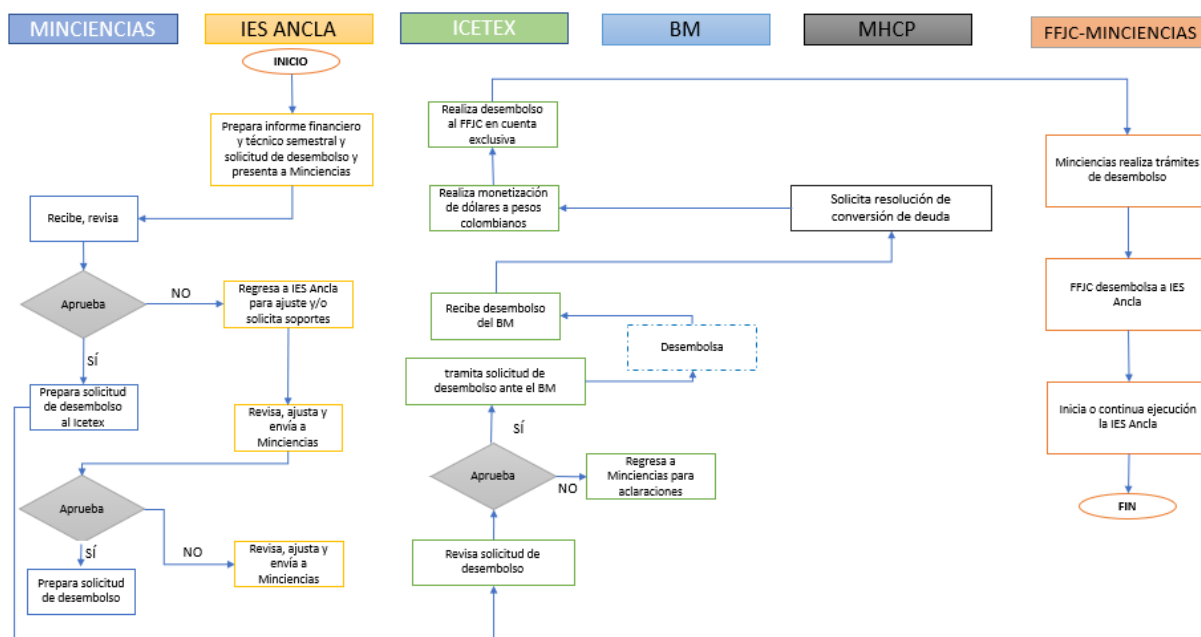 MINCIENCIAS
IES ANCLA
ICETEX
BM
MHCP
FFJC-MINCIENCIAS
INICIO
Prepara informe financiero
y técnico semestral y
solicitud de desembolso y
presenta a Minciencias
Recibe, revisa
Aprueba
NO
Regresa a IES Ancla
para ajuste y/o
solicita soportes
SÍ
Prepara solicitud
de desembolso
al Icetex
Revisa, ajusta y
envía a
Minciencias
Aprueba
NO
Revisa, ajusta y
envía a
Minciencias
SÍ
Prepara solicitud
de desembolso
Realiza desembolso
al FFJC en cuenta
exclusiva
Realiza monetización
de dólares a pesos
colombianos
Solicita resolución de
conversión de deuda
Recibe desembolso
del BM
Desembolsa
tramita solicitud de
desembolso ante el BM
SÍ
Aprueba
NO
Regresa a
Minciencias para
aclaraciones
Revisa solicitud de
desembolso
Minciencias realiza trámites
de desembolso
FFJC desembolsa a IES
Ancla
Inicia o continua ejecución
la IES Ancla
FIN